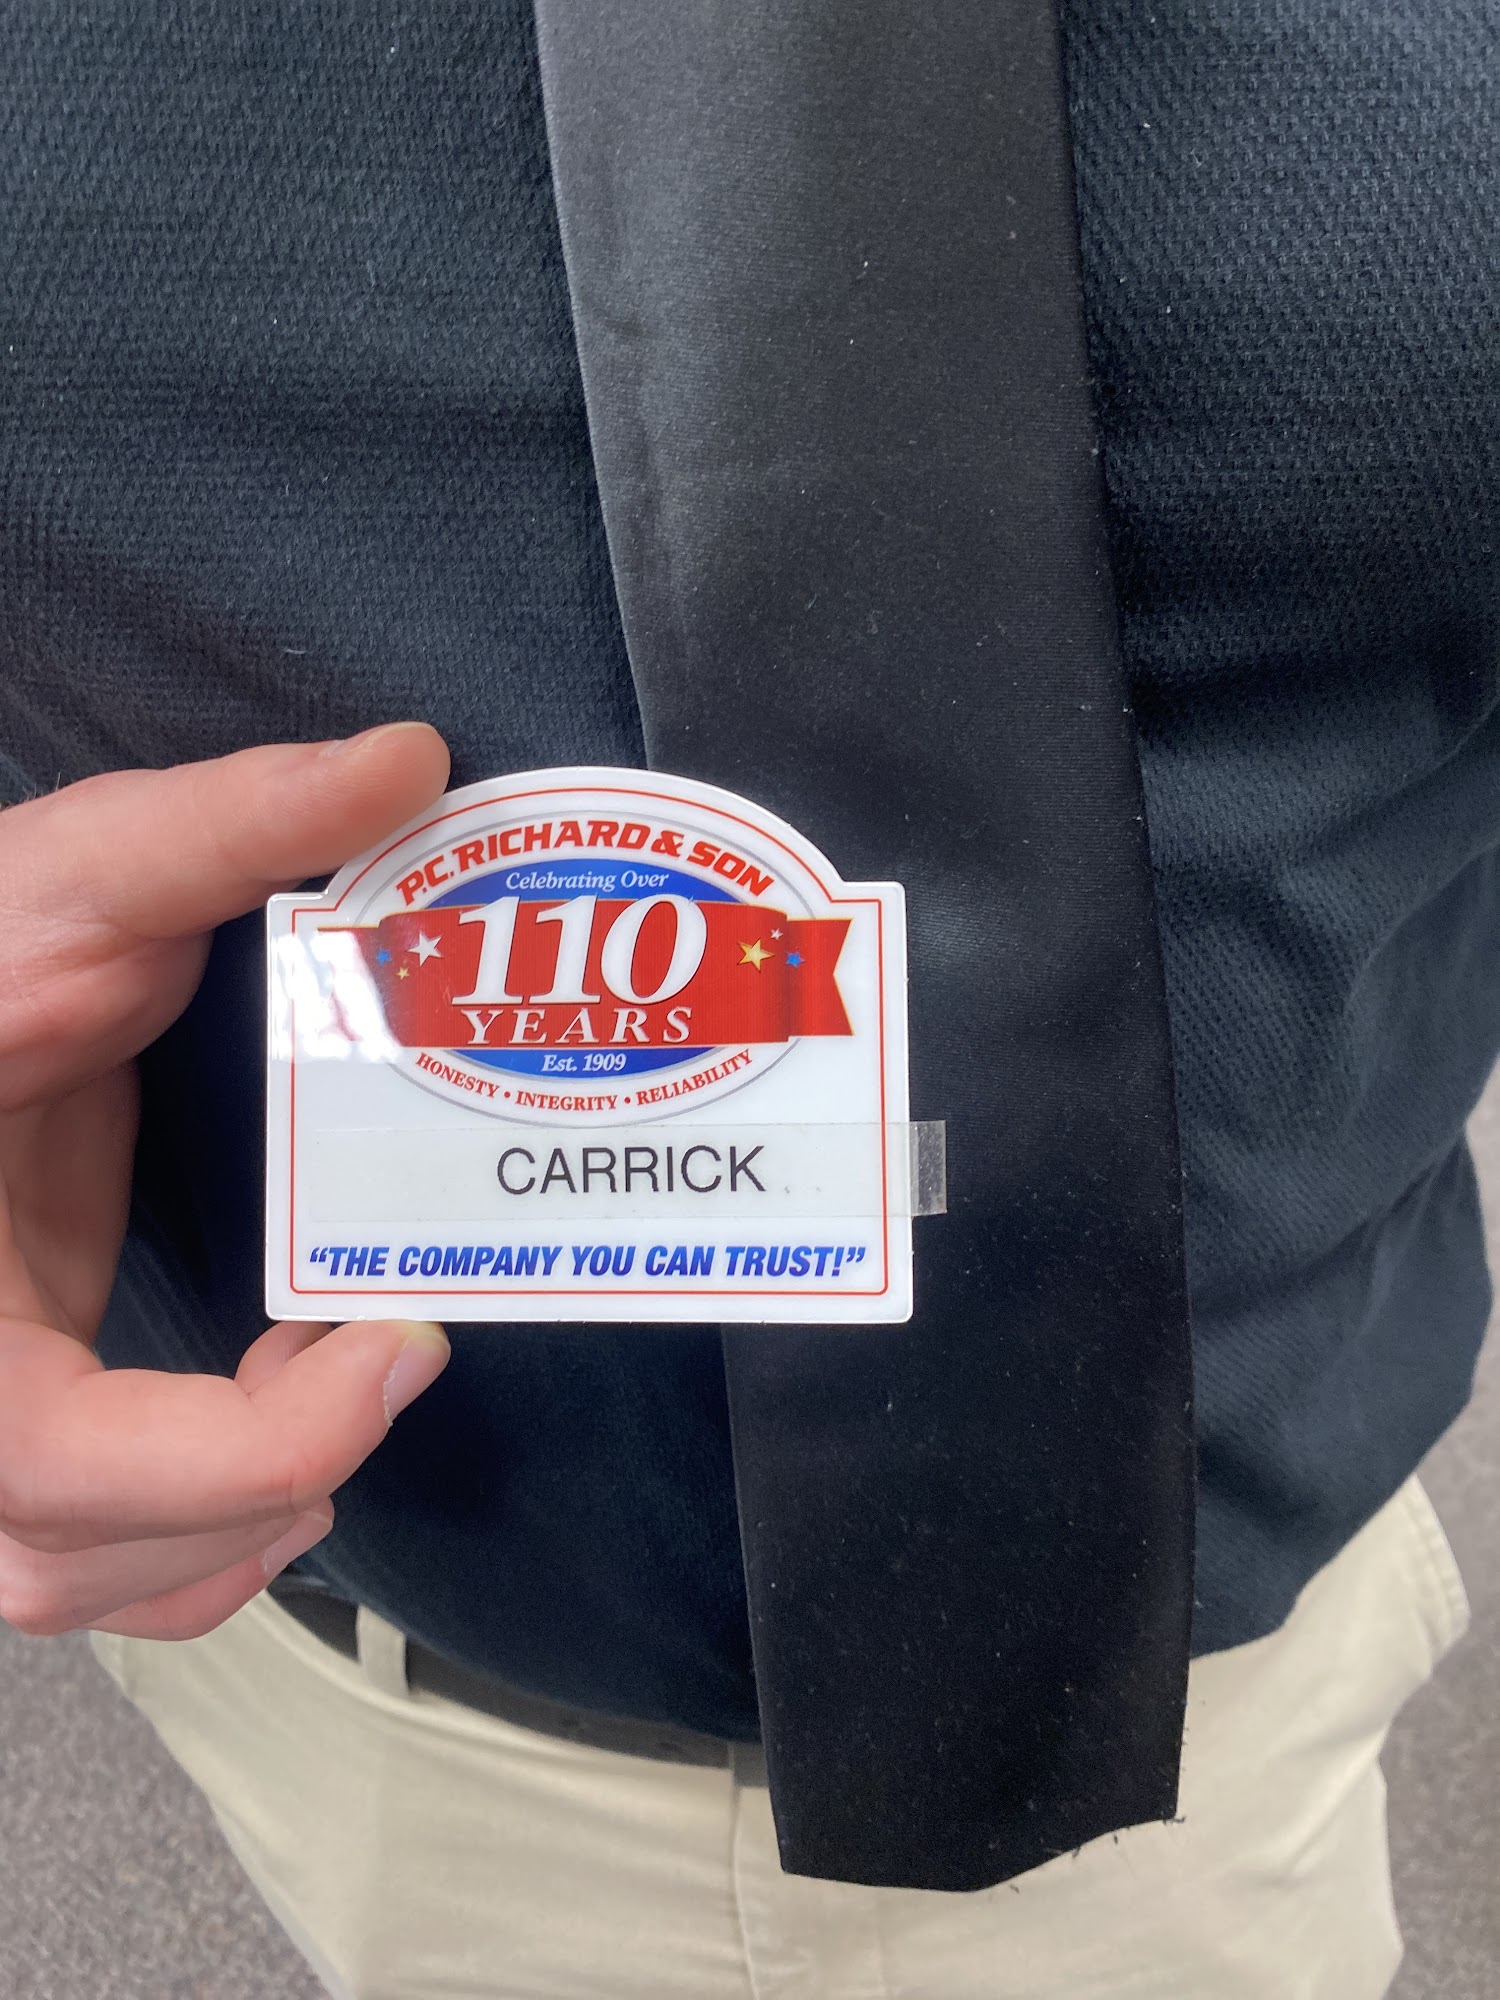 P.C. RICHARD & SON
Celebrating Over
110
YEARS
Est. 1909
HONESTY • INTEGRITY • RELIABILITY
CARRICK
“THE COMPANY YOU CAN TRUST!”